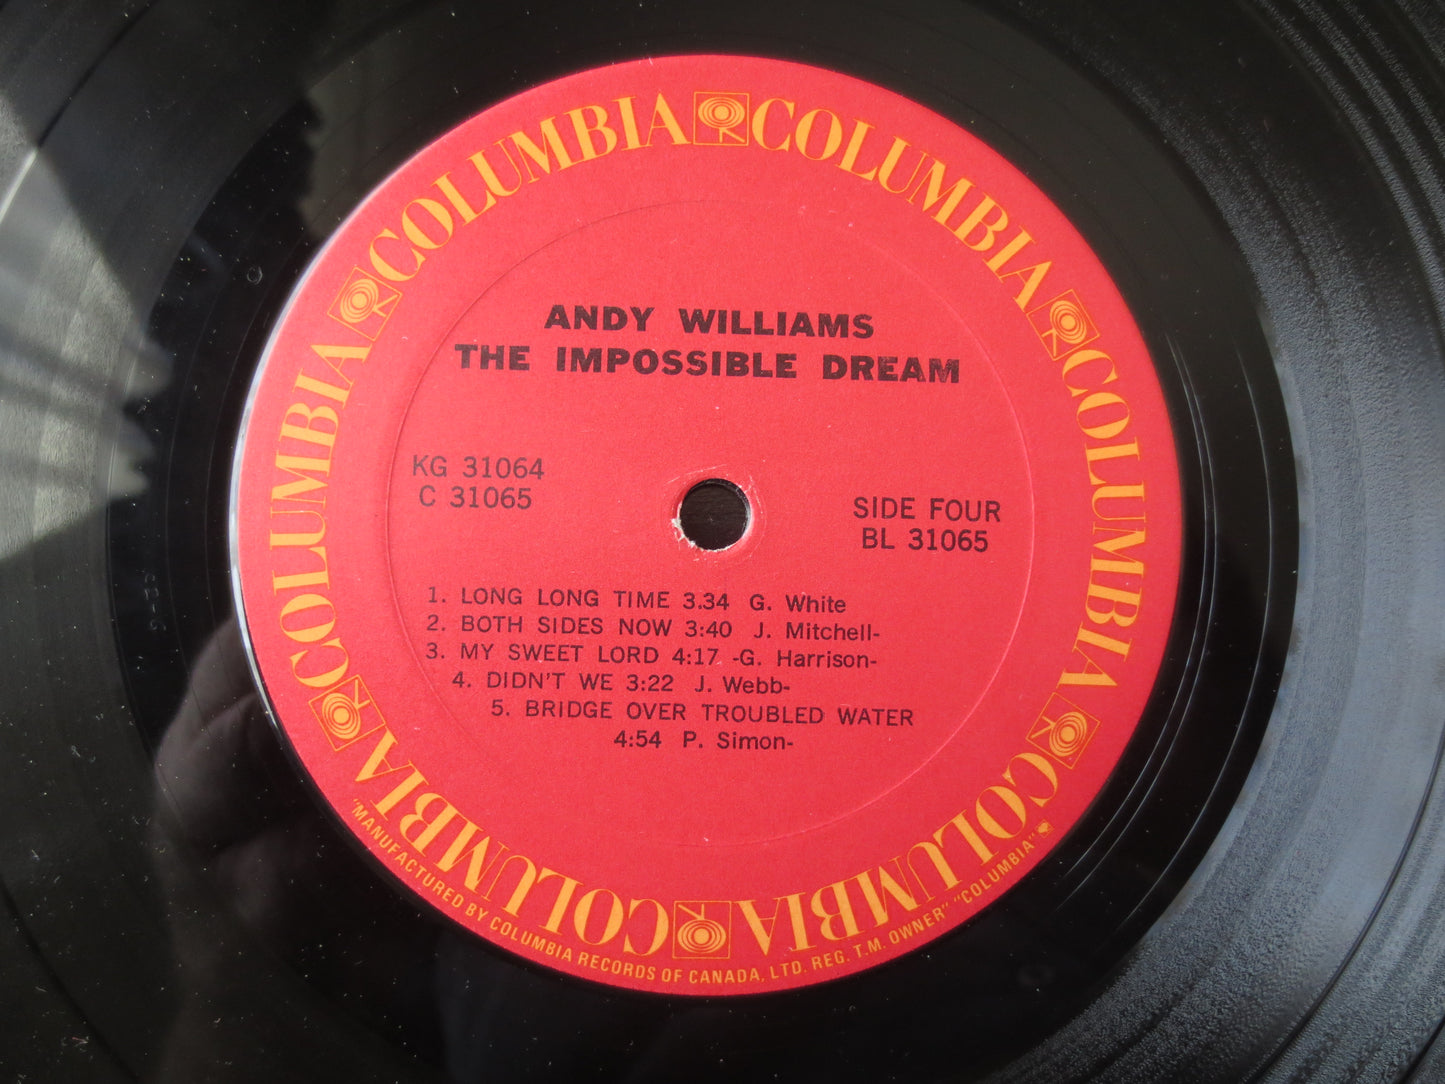 COLUMBIA COLUMBIA COLUMBIA COLUMBIA COLUMBIA COLUMBIA
ANDY WILLIAMS
THE IMPOSSIBLE DREAM
KG 31064
C 31065
SIDE FOUR
BL 31065
1. LONG LONG TIME 3.34 G. White
2. BOTH SIDES NOW 3:40 J. Mitchell-
3. MY SWEET LORD 4:17 -G. Harrison-
4. DIDN'T WE 3:22 J. Webb-
5. BRIDGE OVER TROUBLED WATER
4:54 P. Simon-
"MANUFACTURED BY COLUMBIA RECORDS OF CANADA, LTD. REG. T.M. OWNER" "COLUMBIA"